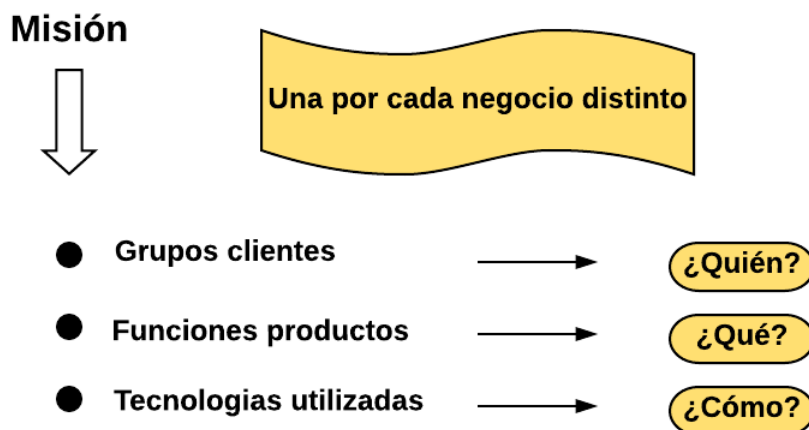 Misión
Una por cada negocio distinto
Grupos clientes
¿Quién?
Funciones productos
¿Qué?
Tecnologias utilizadas
¿Cómo?